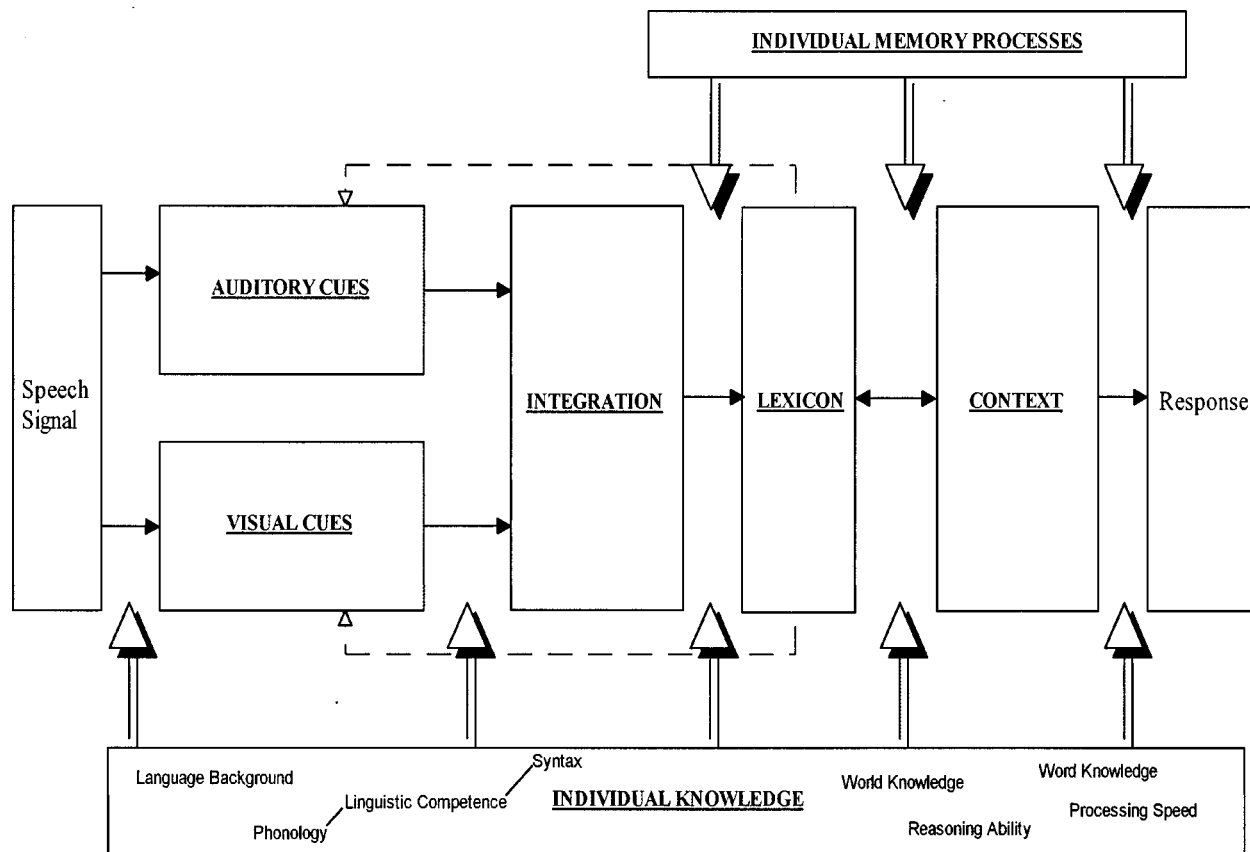 INDIVIDUAL MEMORY PROCESSES
AUDITORY CUES
Speech
Signal
INTEGRATION
LEXICON
CONTEXT
Response
VISUAL CUES
Language Background
Syntax
Linguistic Competence
Phonology
INDIVIDUAL KNOWLEDGE
World Knowledge
Word Knowledge
Reasoning Ability
Processing Speed